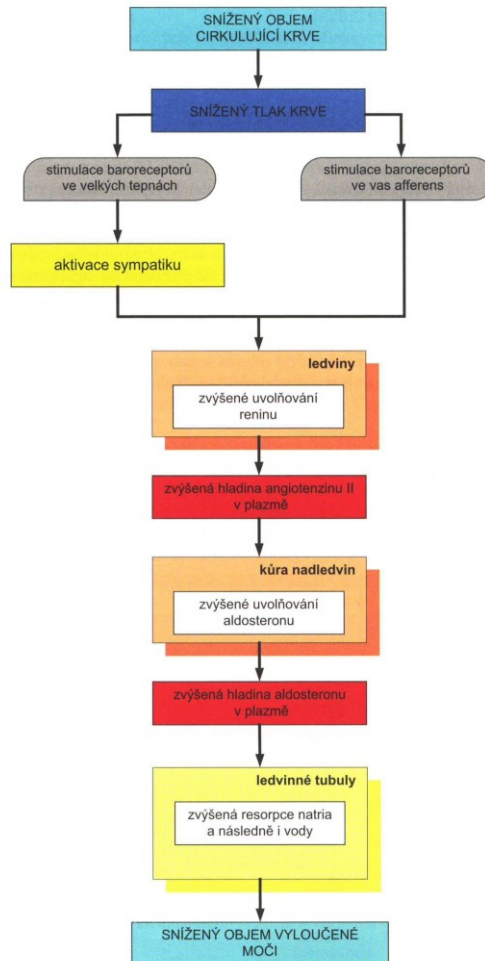 SNÍŽENÝ OBJEM
CIRKULUJÍCÍ KRVE
SNÍŽENÝ TLAK KRVE
stimulace baroreceptorů
ve velkých tepnách
stimulace baroreceptorů
ve vas afferens
aktivace sympatiku
ledviny
zvýšené uvolňování
reninu
zvýšená hladina angiotenzinu II
v plazmě
kůra nadledvin
zvýšené uvolňování
aldosteronu
zvýšená hladina aldosteronu
v plazmě
ledvinné tubuly
zvýšená resorpce natria
a následně i vody
SNÍŽENÝ OBJEM VYLOUČENÉ
MOČI